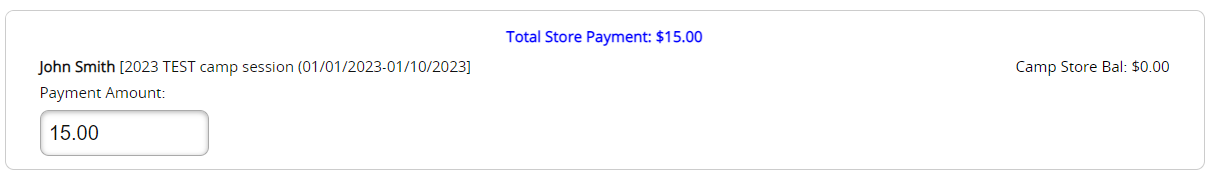 Total Store Payment: $15.00
John Smith [2023 TEST camp session (01/01/2023-01/10/2023] Camp Store Bal: $0.00
Payment Amount:
15.00